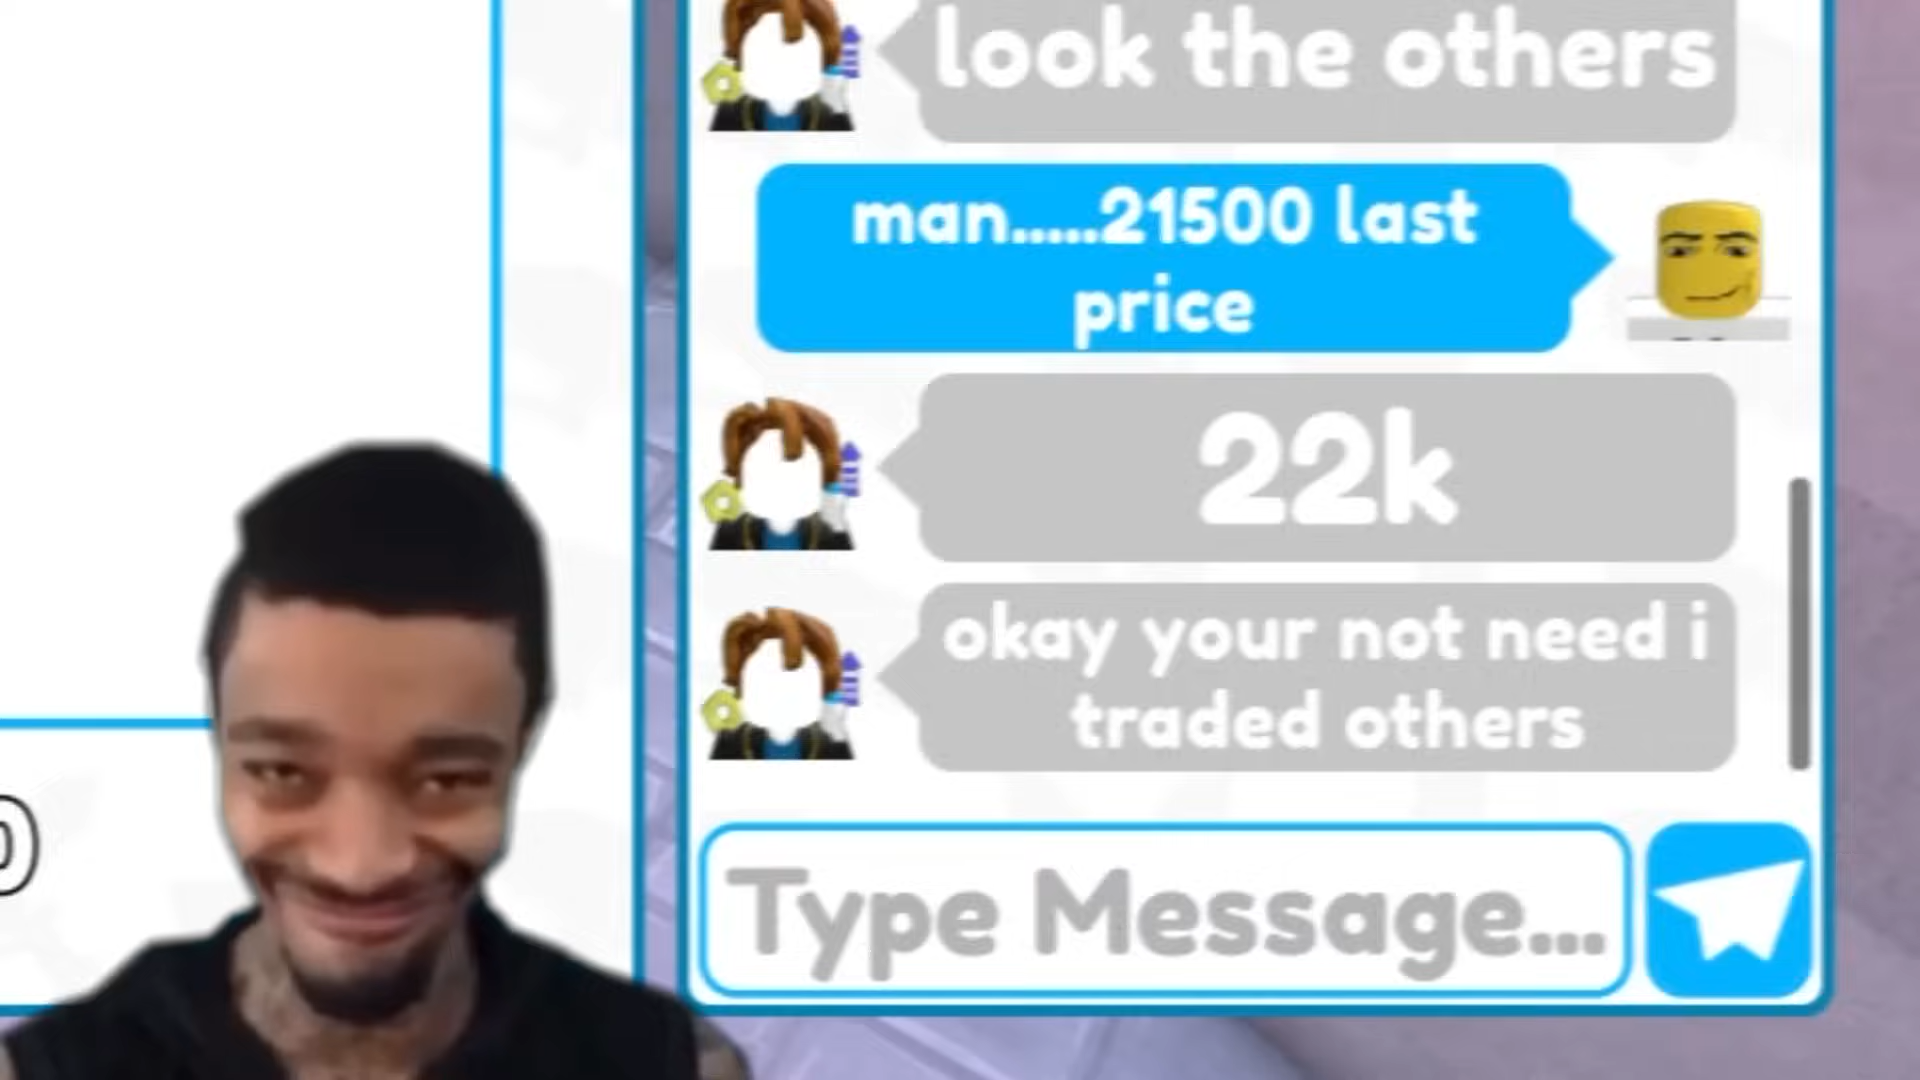 look the others
man.....21500 last
price
22k
okay your not need i
traded others
Type Message...